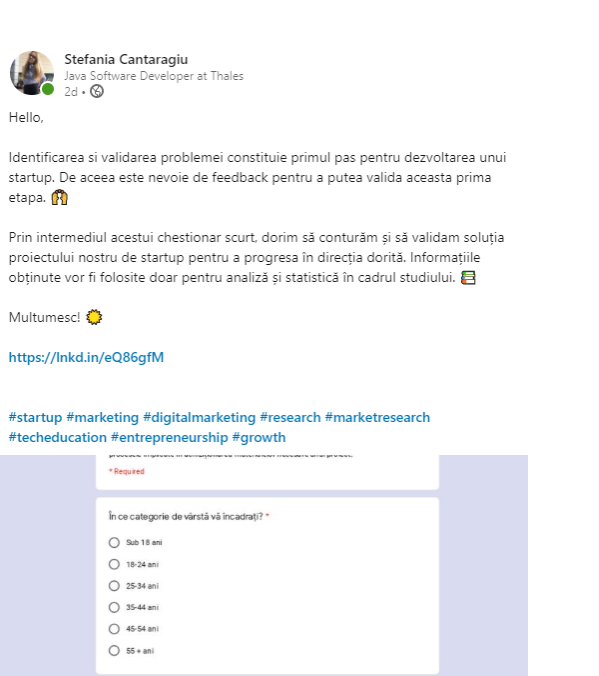 Stefania Cantaragiu
Java Software Developer at Thales
2d •
Hello,
Identificarea si validarea problemei constituie primul pas pentru dezvoltarea unui
startup. De aceea este nevoie de feedback pentru a putea valida aceasta prima
etapa. 🙌
Prin intermediul acestui chestionar scurt, dorim să conturăm și să validam soluția
proiectului nostru de startup pentru a progresa în direcția dorită. Informațiile
obținute vor fi folosite doar pentru analiză și statistică în cadrul studiului. 📚
Multumesc! 🌞
https://lnkd.in/eQ86gfM
#startup #marketing #digitalmarketing #research #marketresearch
#techeducation #entrepreneurship #growth
* Required
În ce categorie de vârstă vă încadrați? *
Sub 18 ani
18-24 ani
25-34 ani
35-44 ani
45-54 ani
55 + ani